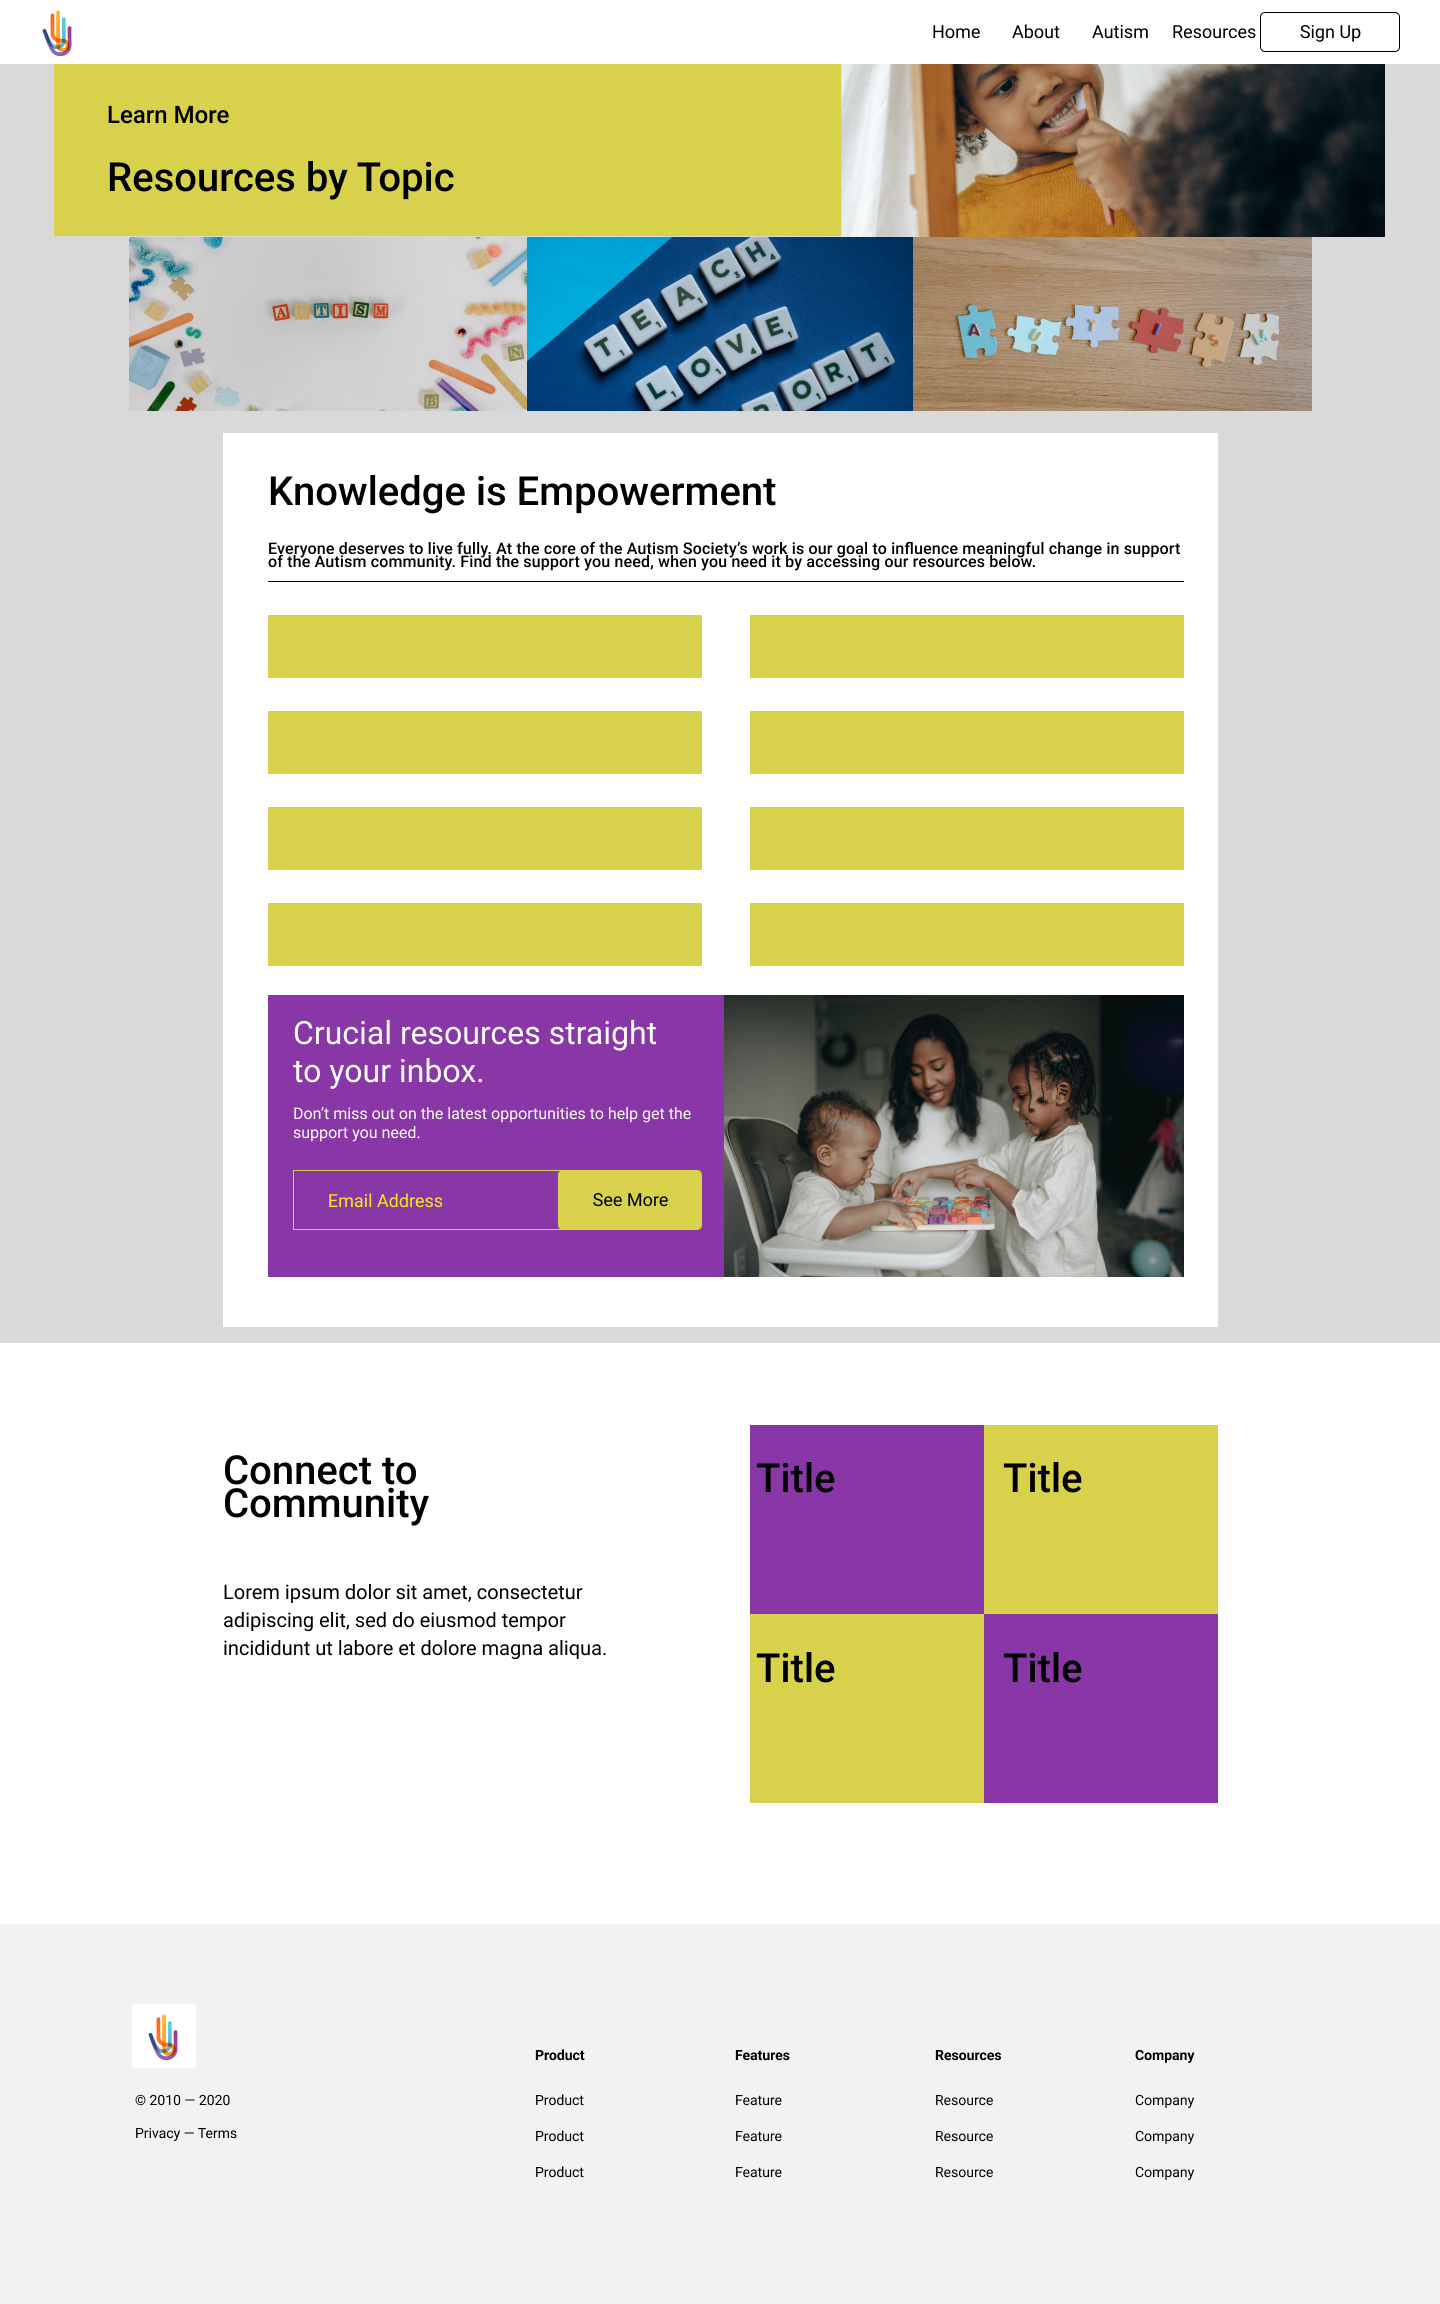 Home About Autism Resources Sign Up
Learn More
Resources by Topic
AUTISM
TEACH
LOVE
PORT
AUTISM
Knowledge is Empowerment
Everyone deserves to live fully. At the core of the Autism Society’s work is our goal to influence meaningful change in support
of the Autism community. Find the support you need, when you need it by accessing our resources below.
Crucial resources straight
to your inbox.
Don’t miss out on the latest opportunities to help get the
support you need.
Email Address See More
Connect to
Community
Lorem ipsum dolor sit amet, consectetur
adipiscing elit, sed do eiusmod tempor
incididunt ut labore et dolore magna aliqua.
Title Title
Title Title
Product Features Resources Company
© 2010 — 2020 Product Feature Resource Company
Privacy — Terms Product Feature Resource Company
Product Feature Resource Company